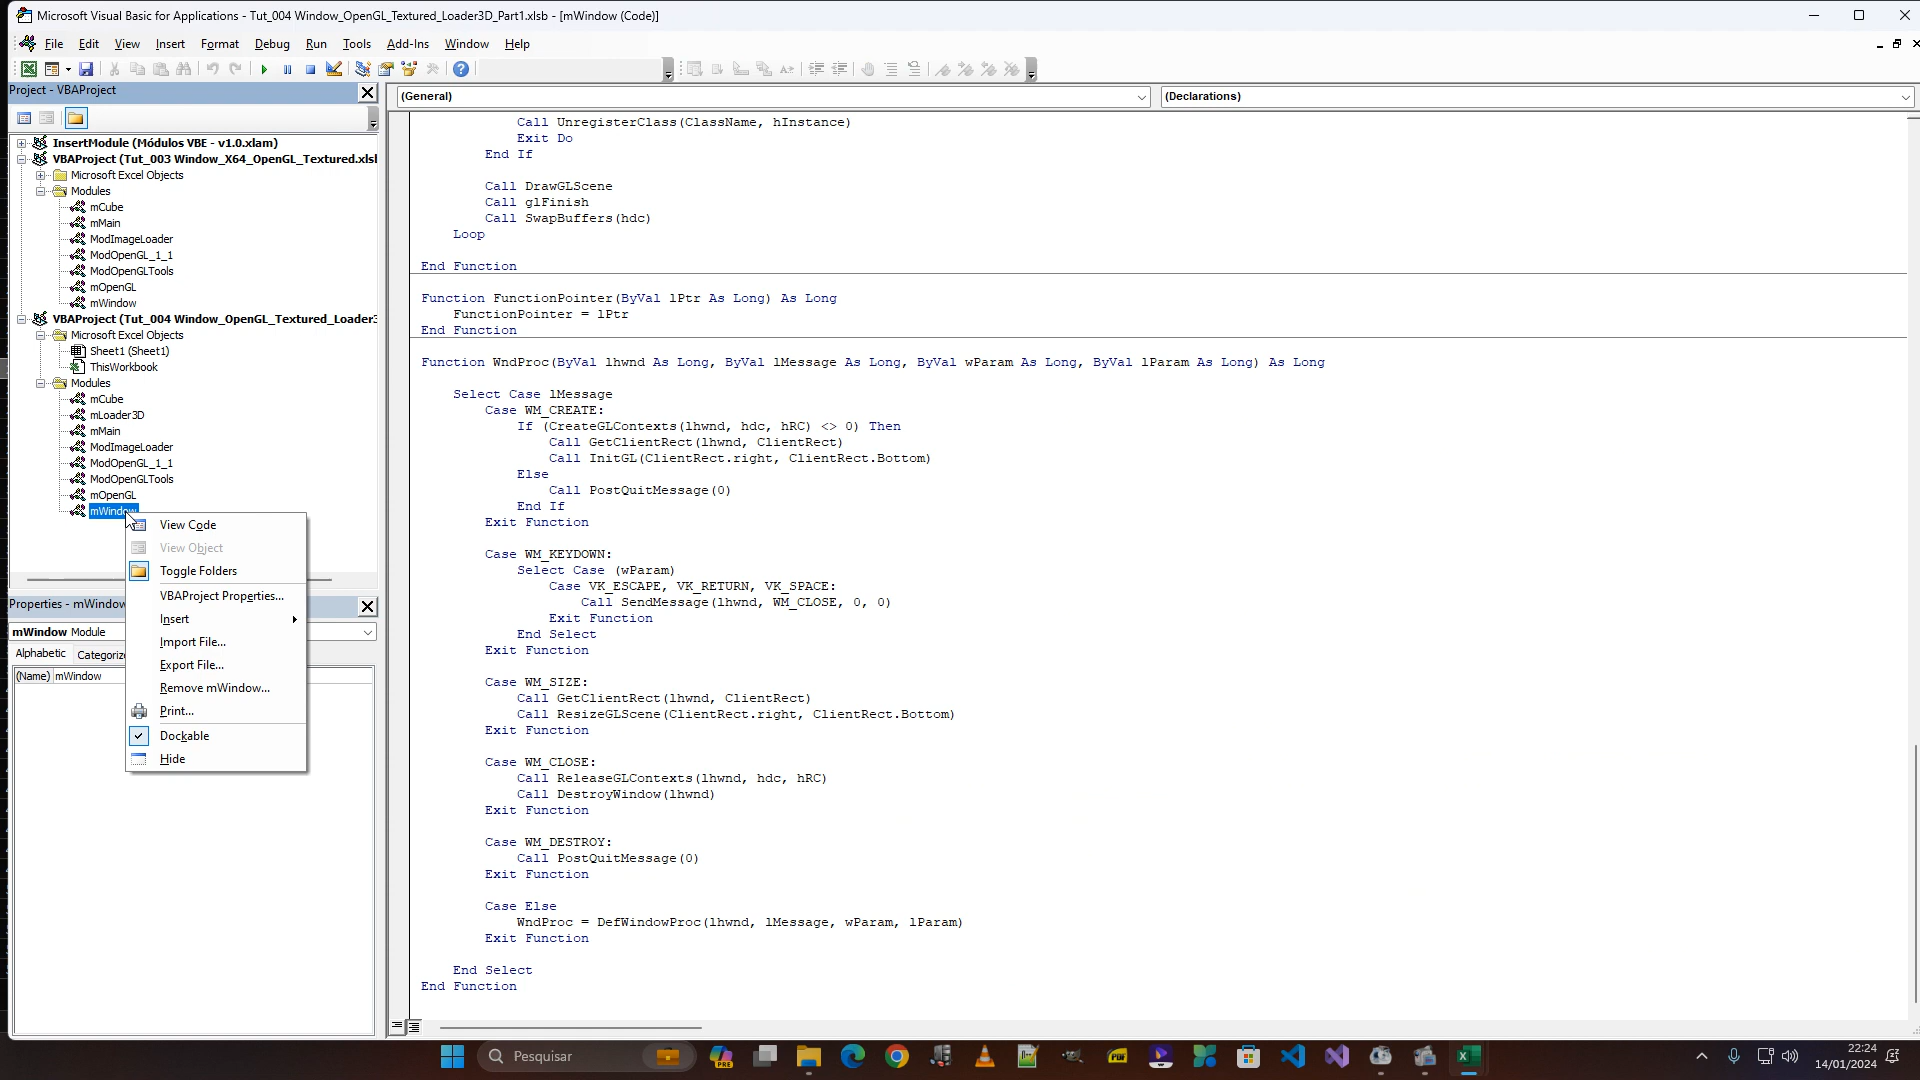 Microsoft Visual Basic for Applications - Tut_004 Window_OpenGL_Textured_Loader3D_Part1.xlsb - [mWindow (Code)]
File Edit View Insert Format Debug Run Tools Add-Ins Window Help
Project - VBAProject
InsertModule (Módulos VBE - v1.0.xlam)
VBAProject (Tut_003 Window_X64_OpenGL_Textured.xlsl
Microsoft Excel Objects
Modules
mCube
mMain
ModImageLoader
ModOpenGL_1_1
ModOpenGLTools
mOpenGL
mWindow
VBAProject (Tut_004 Window_OpenGL_Textured_Loader3
Microsoft Excel Objects
Sheet1 (Sheet1)
ThisWorkbook
Modules
mCube
mLoader3D
mMain
ModImageLoader
ModOpenGL_1_1
ModOpenGLTools
mOpenGL
mWindow
View Code
View Object
Toggle Folders
VBAProject Properties...
Insert
Import File...
Export File...
Remove mWindow...
Print...
Dockable
Hide
Properties - mWindow
mWindow Module
Alphabetic Categoriz
(Name) mWindow
(General) (Declarations)
Call UnregisterClass(ClassName, hInstance)
Exit Do
End If
Call DrawGLScene
Call glFinish
Call SwapBuffers(hdc)
Loop
End Function
Function FunctionPointer(ByVal lPtr As Long) As Long
FunctionPointer = lPtr
End Function
Function WndProc(ByVal lhwnd As Long, ByVal lMessage As Long, ByVal wParam As Long, ByVal lParam As Long) As Long
Select Case lMessage
Case WM_CREATE:
If (CreateGLContexts(lhwnd, hdc, hRC) <> 0) Then
Call GetClientRect(lhwnd, ClientRect)
Call InitGL(ClientRect.right, ClientRect.Bottom)
Else
Call PostQuitMessage(0)
End If
Exit Function
Case WM_KEYDOWN:
Select Case (wParam)
Case VK_ESCAPE, VK_RETURN, VK_SPACE:
Call SendMessage(lhwnd, WM_CLOSE, 0, 0)
Exit Function
End Select
Exit Function
Case WM_SIZE:
Call GetClientRect(lhwnd, ClientRect)
Call ResizeGLScene(ClientRect.right, ClientRect.Bottom)
Exit Function
Case WM_CLOSE:
Call ReleaseGLContexts(lhwnd, hdc, hRC)
Call DestroyWindow(lhwnd)
Exit Function
Case WM_DESTROY:
Call PostQuitMessage(0)
Exit Function
Case Else
WndProc = DefWindowProc(lhwnd, lMessage, wParam, lParam)
Exit Function
End Select
End Function
Pesquisar
PRE
22:24
14/01/2024